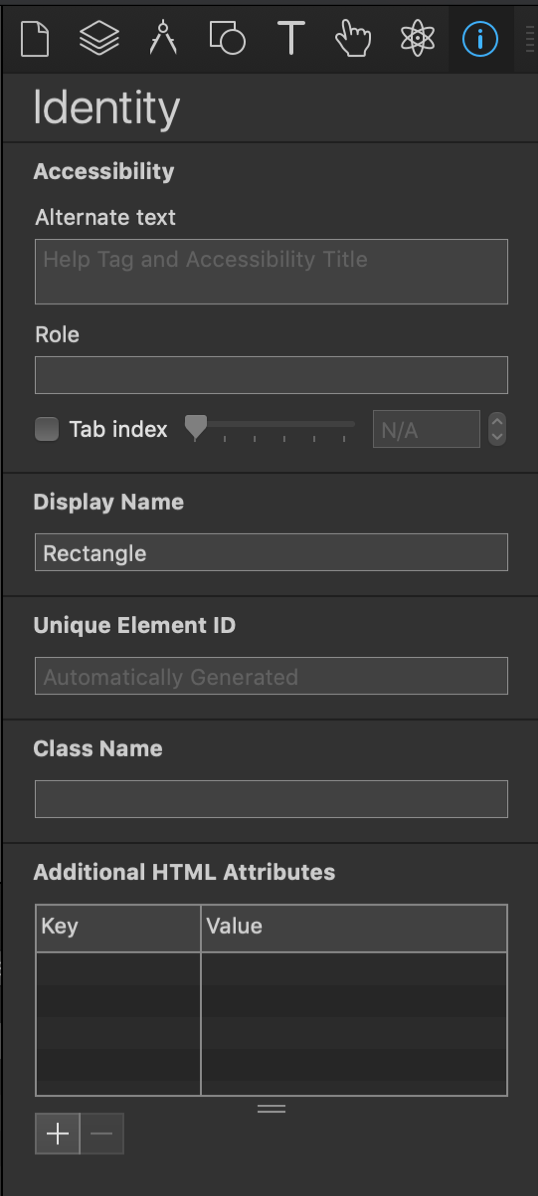 Identity
Accessibility
Alternate text
Help Tag and Accessibility Title
Role
Tab index
N/A
Display Name
Rectangle
Unique Element ID
Automatically Generated
Class Name
Additional HTML Attributes
Key Value